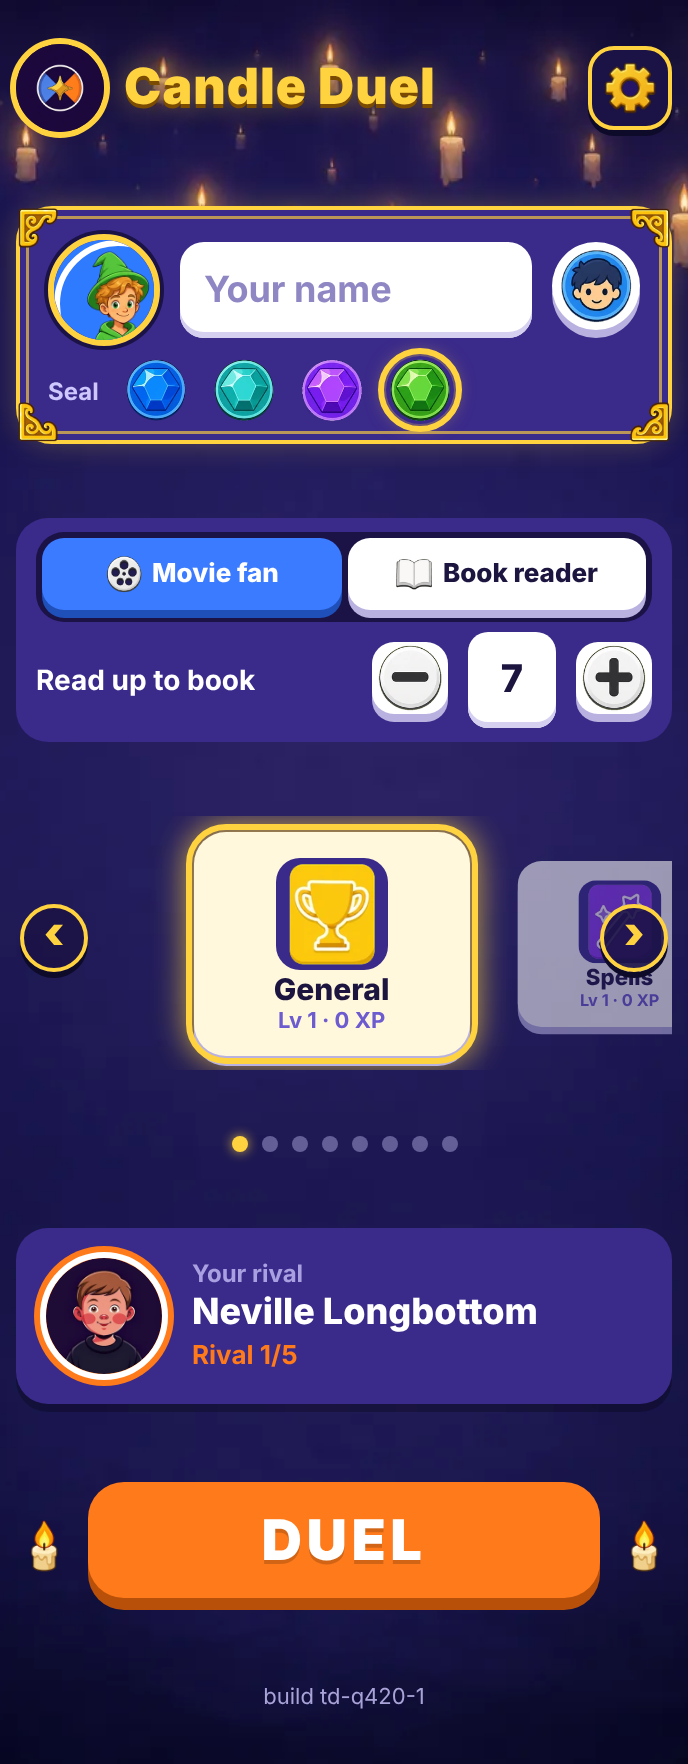 Candle Duel
Your name
Seal
Movie fan
Book reader
Read up to book
7
General
Lv 1 · 0 XP
Spells
Lv 1 · 0 XP
Your rival
Neville Longbottom
Rival 1/5
DUEL
build td-q420-1